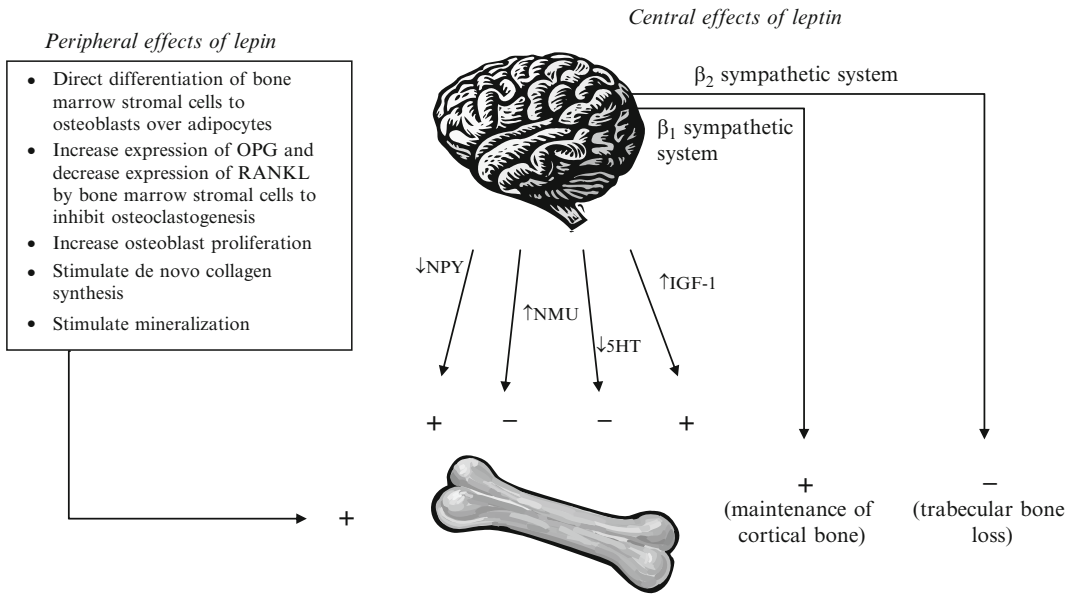 Central effects of leptin
Peripheral effects of lepin
• Direct differentiation of bone
marrow stromal cells to
osteoblasts over adipocytes
• Increase expression of OPG and
decrease expression of RANKL
by bone marrow stromal cells to
inhibit osteoclastogenesis
• Increase osteoblast proliferation
• Stimulate de novo collagen
synthesis
• Stimulate mineralization
β₂ sympathetic system
β₁ sympathetic
system
↓NPY
↑NMU
↓5HT
↑IGF-1
+ − − +
+
+
(maintenance of
cortical bone)
−
(trabecular bone
loss)